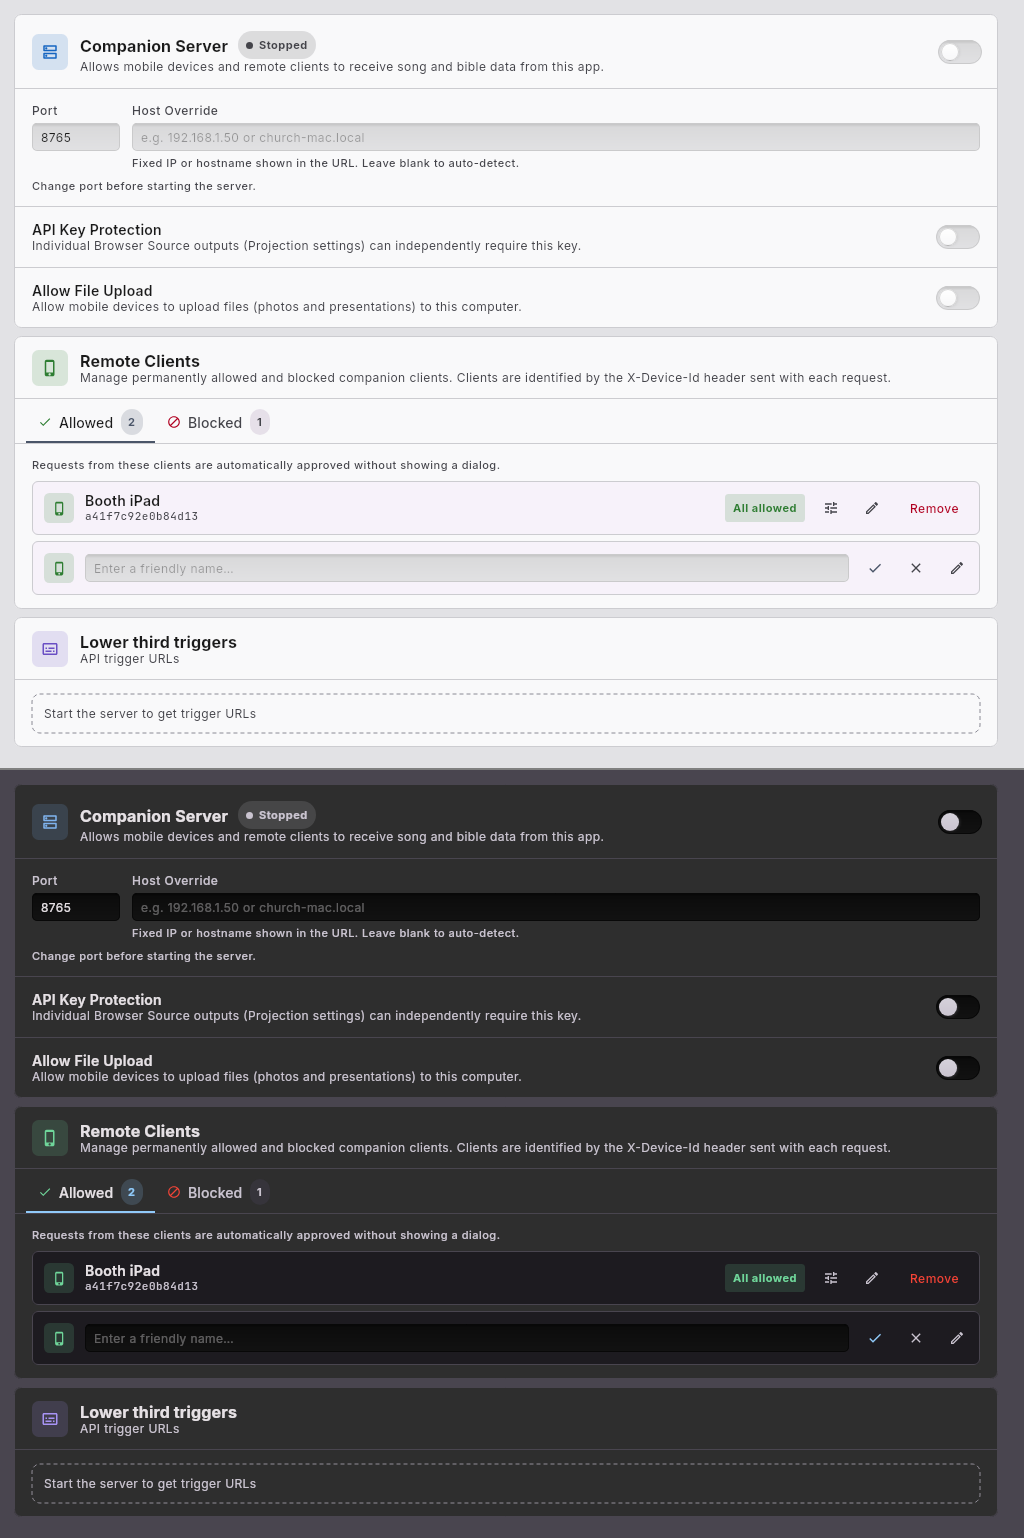 Companion Server
Stopped
Allows mobile devices and remote clients to receive song and bible data from this app.
Port
Host Override
8765
e.g. 192.168.1.50 or church-mac.local
Fixed IP or hostname shown in the URL. Leave blank to auto-detect.
Change port before starting the server.
API Key Protection
Individual Browser Source outputs (Projection settings) can independently require this key.
Allow File Upload
Allow mobile devices to upload files (photos and presentations) to this computer.
Remote Clients
Manage permanently allowed and blocked companion clients. Clients are identified by the X-Device-Id header sent with each request.
Allowed 2 Blocked 1
Requests from these clients are automatically approved without showing a dialog.
Booth iPad
a41f7c92e0b84d13
All allowed
Remove
Enter a friendly name...
Lower third triggers
API trigger URLs
Start the server to get trigger URLs
Companion Server
Stopped
Allows mobile devices and remote clients to receive song and bible data from this app.
Port
Host Override
8765
e.g. 192.168.1.50 or church-mac.local
Fixed IP or hostname shown in the URL. Leave blank to auto-detect.
Change port before starting the server.
API Key Protection
Individual Browser Source outputs (Projection settings) can independently require this key.
Allow File Upload
Allow mobile devices to upload files (photos and presentations) to this computer.
Remote Clients
Manage permanently allowed and blocked companion clients. Clients are identified by the X-Device-Id header sent with each request.
Allowed 2 Blocked 1
Requests from these clients are automatically approved without showing a dialog.
Booth iPad
a41f7c92e0b84d13
All allowed
Remove
Enter a friendly name...
Lower third triggers
API trigger URLs
Start the server to get trigger URLs